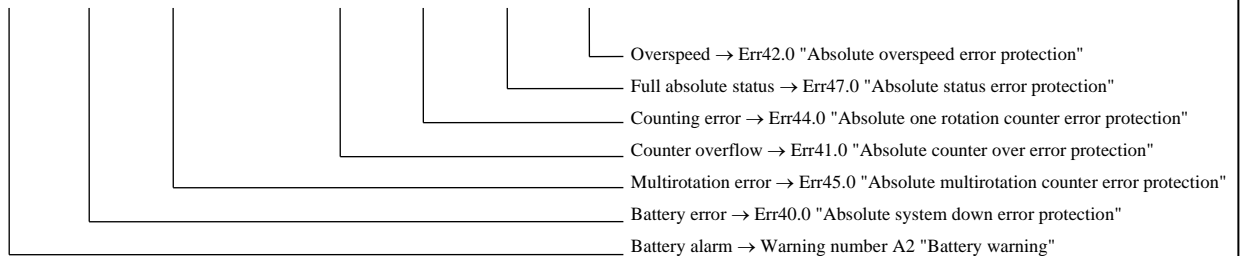 Overspeed → Err42.0 "Absolute overspeed error protection"
Full absolute status → Err47.0 "Absolute status error protection"
Counting error → Err44.0 "Absolute one rotation counter error protection"
Counter overflow → Err41.0 "Absolute counter over error protection"
Multirotation error → Err45.0 "Absolute multirotation counter error protection"
Battery error → Err40.0 "Absolute system down error protection"
Battery alarm → Warning number A2 "Battery warning"